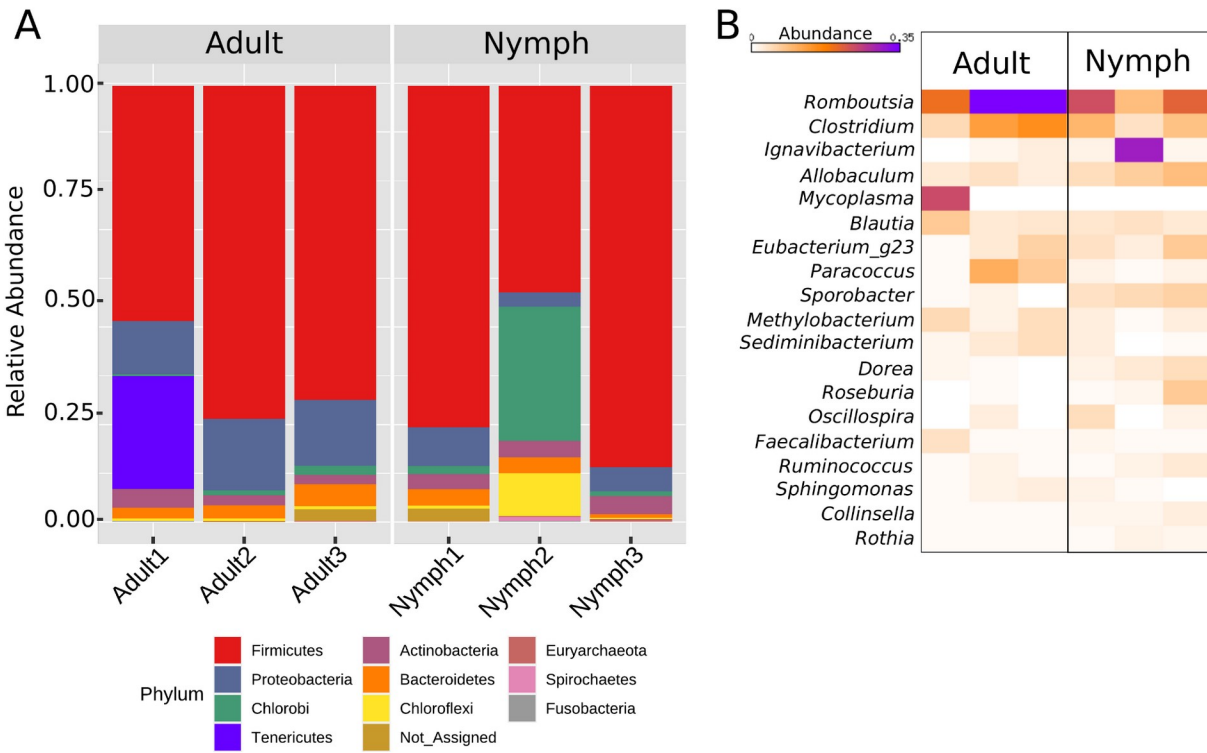 A
Adult
Nymph
Relative Abundance
1.00
0.75
0.50
0.25
0.00
Adult1
Adult2
Adult3
Nymph1
Nymph2
Nymph3
Phylum
Firmicutes
Proteobacteria
Chlorobi
Tenericutes
Actinobacteria
Bacteroidetes
Chloroflexi
Not_Assigned
Euryarchaeota
Spirochaetes
Fusobacteria
B
Abundance
0
0.35
Adult
Nymph
Romboutsia
Clostridium
Ignavibacterium
Allobaculum
Mycoplasma
Blautia
Eubacterium_g23
Paracoccus
Sporobacter
Methylobacterium
Sediminibacterium
Dorea
Roseburia
Oscillospira
Faecalibacterium
Ruminococcus
Sphingomonas
Collinsella
Rothia